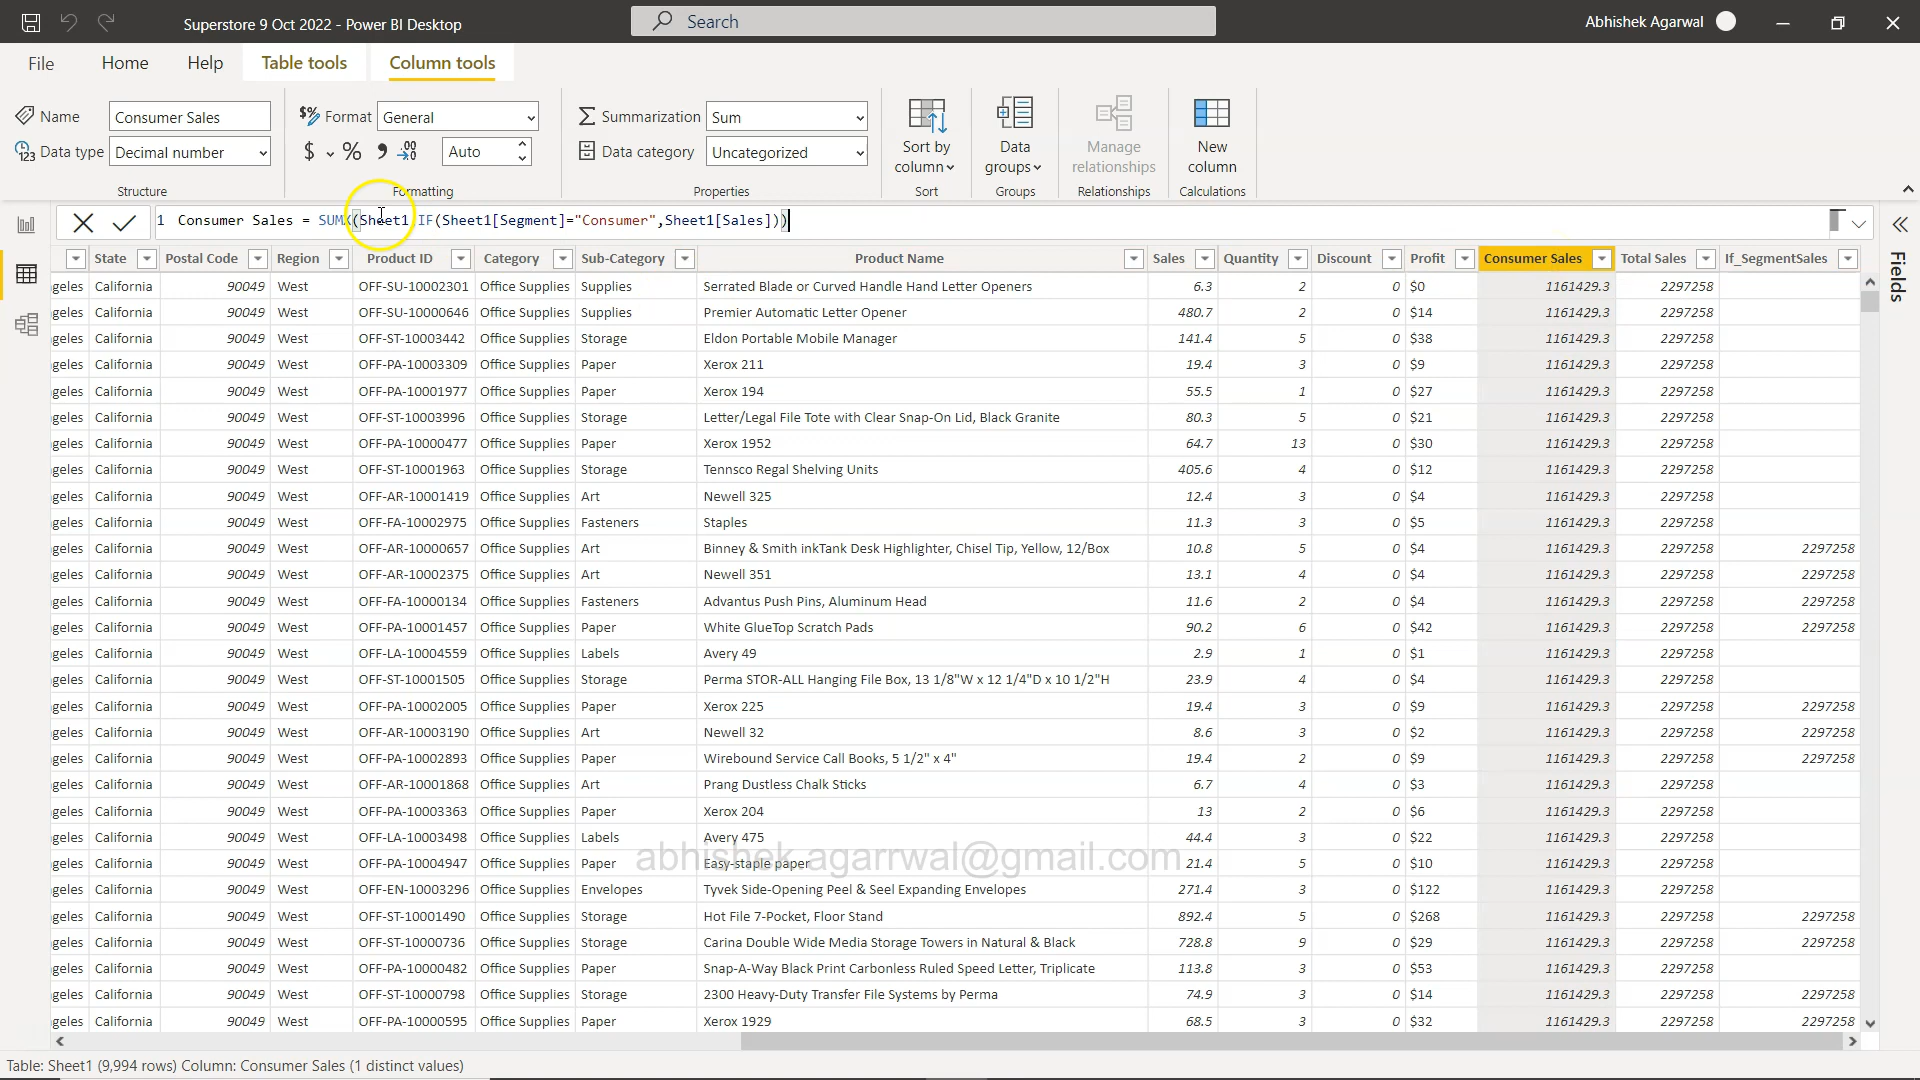 Superstore 9 Oct 2022 - Power BI Desktop
Search
Abhishek Agarwal
File Home Help Table tools Column tools
Name Consumer Sales
Data type Decimal number
Structure
Format General
$ % 9 .00 Auto
Formatting
Summarization Sum
Data category Uncategorized
Properties
Sort by column
Sort
Data groups
Groups
Manage relationships
Relationships
New column
Calculations
1 Consumer Sales = SUMX(Sheet1 IF(Sheet1[Segment]="Consumer",Sheet1[Sales]))
State Postal Code Region Product ID Category Sub-Category Product Name Sales Quantity Discount Profit Consumer Sales Total Sales If_SegmentSales
geles California 90049 West OFF-SU-10002301 Office Supplies Supplies Serrated Blade or Curved Handle Hand Letter Openers 6.3 2 0 $0 1161429.3 2297258
geles California 90049 West OFF-SU-10000646 Office Supplies Supplies Premier Automatic Letter Opener 480.7 2 0 $14 1161429.3 2297258
geles California 90049 West OFF-ST-10003442 Office Supplies Storage Eldon Portable Mobile Manager 141.4 5 0 $38 1161429.3 2297258
geles California 90049 West OFF-PA-10003309 Office Supplies Paper Xerox 211 19.4 3 0 $9 1161429.3 2297258
geles California 90049 West OFF-PA-10001977 Office Supplies Paper Xerox 194 55.5 1 0 $27 1161429.3 2297258
geles California 90049 West OFF-ST-10003996 Office Supplies Storage Letter/Legal File Tote with Clear Snap-On Lid, Black Granite 80.3 5 0 $21 1161429.3 2297258
geles California 90049 West OFF-PA-10000477 Office Supplies Paper Xerox 1952 64.7 13 0 $30 1161429.3 2297258
geles California 90049 West OFF-ST-10001963 Office Supplies Storage Tennsco Regal Shelving Units 405.6 4 0 $12 1161429.3 2297258
geles California 90049 West OFF-AR-10001419 Office Supplies Art Newell 325 12.4 3 0 $4 1161429.3 2297258
geles California 90049 West OFF-FA-10002975 Office Supplies Fasteners Staples 11.3 3 0 $5 1161429.3 2297258
geles California 90049 West OFF-AR-10000657 Office Supplies Art Binney & Smith inkTank Desk Highlighter, Chisel Tip, Yellow, 12/Box 10.8 5 0 $4 1161429.3 2297258 2297258
geles California 90049 West OFF-AR-10002375 Office Supplies Art Newell 351 13.1 4 0 $4 1161429.3 2297258 2297258
geles California 90049 West OFF-FA-10000134 Office Supplies Fasteners Advantus Push Pins, Aluminum Head 11.6 2 0 $4 1161429.3 2297258 2297258
geles California 90049 West OFF-PA-10001457 Office Supplies Paper White GlueTop Scratch Pads 90.2 6 0 $42 1161429.3 2297258 2297258
geles California 90049 West OFF-LA-10004559 Office Supplies Labels Avery 49 2.9 1 0 $1 1161429.3 2297258
geles California 90049 West OFF-ST-10001505 Office Supplies Storage Perma STOR-ALL Hanging File Box, 13 1/8"W x 12 1/4"D x 10 1/2"H 23.9 4 0 $4 1161429.3 2297258
geles California 90049 West OFF-PA-10002005 Office Supplies Paper Xerox 225 19.4 3 0 $9 1161429.3 2297258 2297258
geles California 90049 West OFF-AR-10003190 Office Supplies Art Newell 32 8.6 3 0 $2 1161429.3 2297258 2297258
geles California 90049 West OFF-PA-10002893 Office Supplies Paper Wirebound Service Call Books, 5 1/2" x 4" 19.4 2 0 $9 1161429.3 2297258 2297258
geles California 90049 West OFF-AR-10001868 Office Supplies Art Prang Dustless Chalk Sticks 6.7 4 0 $3 1161429.3 2297258
geles California 90049 West OFF-PA-10003363 Office Supplies Paper Xerox 204 13 2 0 $6 1161429.3 2297258
geles California 90049 West OFF-LA-10003498 Office Supplies Labels Avery 475 44.4 3 0 $22 1161429.3 2297258
geles California 90049 West OFF-PA-10004947 Office Supplies Paper Easy-staple paper 21.4 5 0 $10 1161429.3 2297258
abhishek.agarrwal@gmail.com
geles California 90049 West OFF-EN-10003296 Office Supplies Envelopes Tyvek Side-Opening Peel & Seel Expanding Envelopes 271.4 3 0 $122 1161429.3 2297258
geles California 90049 West OFF-ST-10001490 Office Supplies Storage Hot File 7-Pocket, Floor Stand 892.4 5 0 $268 1161429.3 2297258 2297258
geles California 90049 West OFF-ST-10000736 Office Supplies Storage Carina Double Wide Media Storage Towers in Natural & Black 728.8 9 0 $29 1161429.3 2297258 2297258
geles California 90049 West OFF-PA-10000482 Office Supplies Paper Snap-A-Way Black Print Carbonless Ruled Speed Letter, Triplicate 113.8 3 0 $53 1161429.3 2297258
geles California 90049 West OFF-ST-10000798 Office Supplies Storage 2300 Heavy-Duty Transfer File Systems by Perma 74.9 3 0 $14 1161429.3 2297258 2297258
geles California 90049 West OFF-PA-10000595 Office Supplies Paper Xerox 1929 68.5 3 0 $32 1161429.3 2297258 2297258
Fields
Table: Sheet1 (9,994 rows) Column: Consumer Sales (1 distinct values)